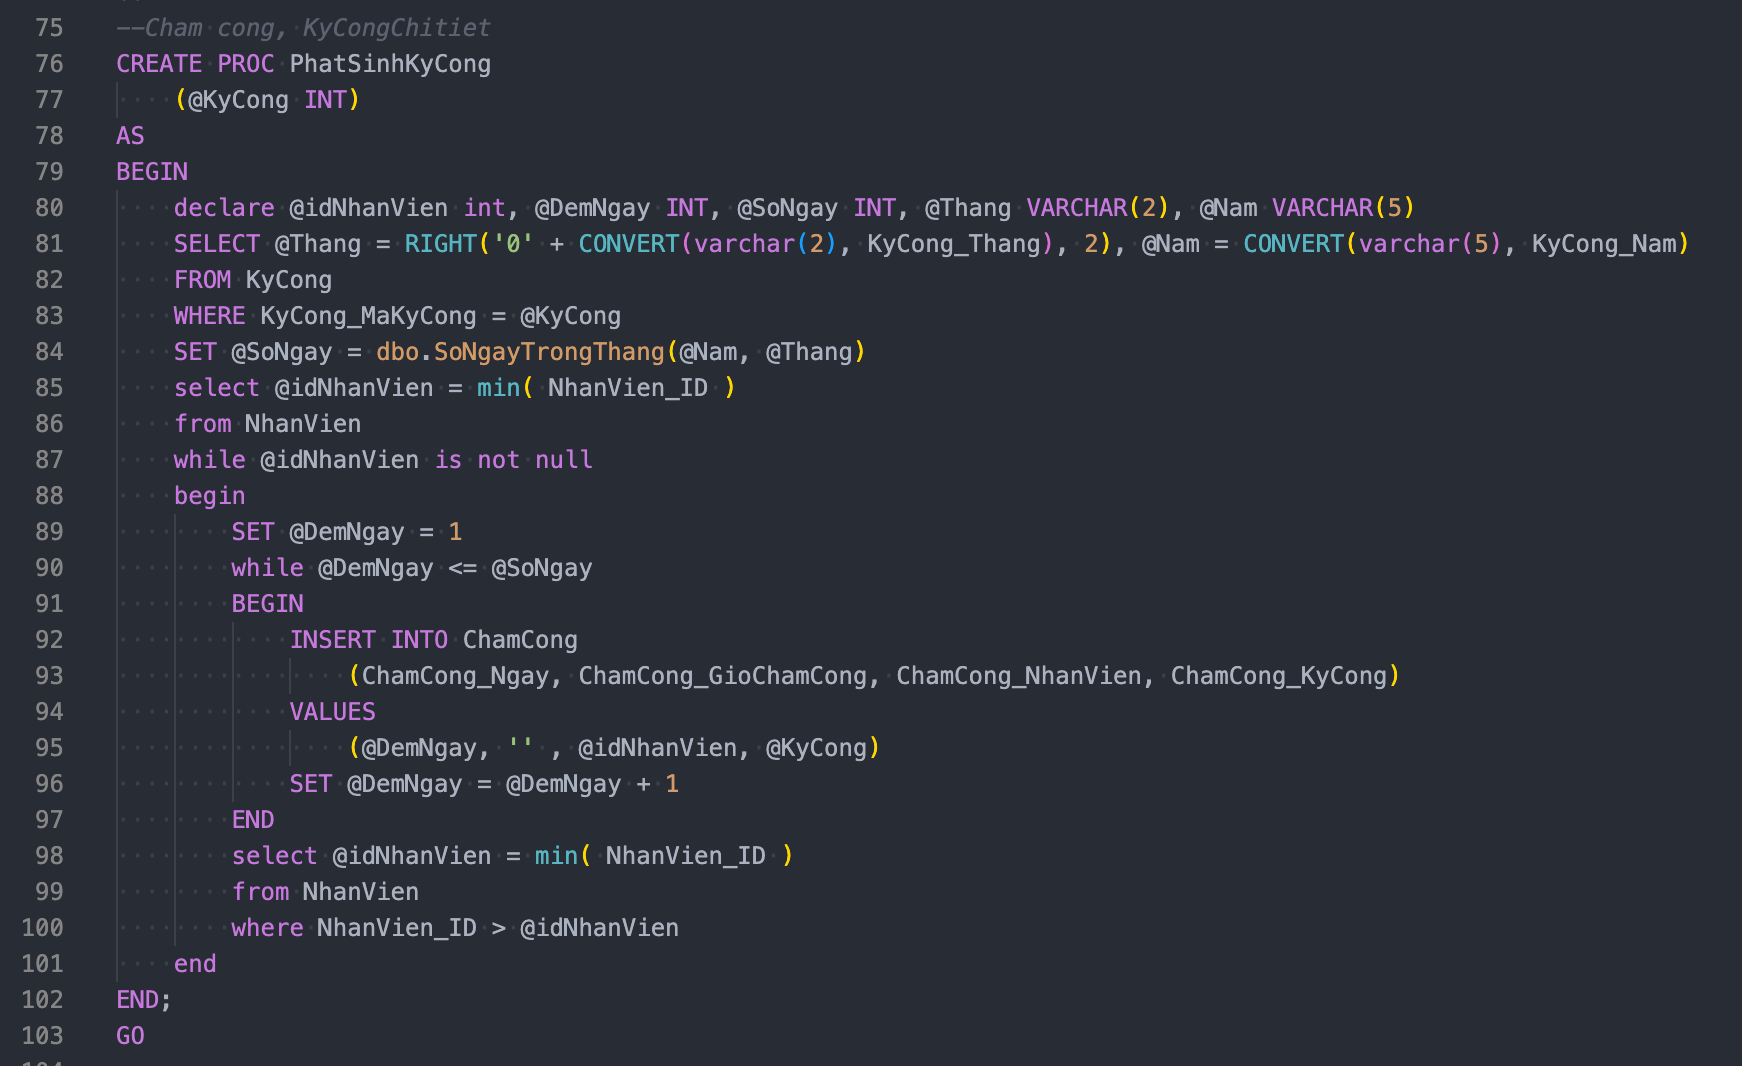 75 --Cham cong, KyCongChitiet
76 CREATE PROC PhatSinhKyCong
77 (@KyCong INT)
78 AS
79 BEGIN
80 declare @idNhanVien int, @DemNgay INT, @SoNgay INT, @Thang VARCHAR(2), @Nam VARCHAR(5)
81 SELECT @Thang = RIGHT('0' + CONVERT(varchar(2), KyCong_Thang), 2), @Nam = CONVERT(varchar(5), KyCong_Nam)
82 FROM KyCong
83 WHERE KyCong_MaKyCong = @KyCong
84 SET @SoNgay = dbo.SoNgayTrongThang(@Nam, @Thang)
85 select @idNhanVien = min( NhanVien_ID )
86 from NhanVien
87 while @idNhanVien is not null
88 begin
89 SET @DemNgay = 1
90 while @DemNgay <= @SoNgay
91 BEGIN
92 INSERT INTO ChamCong
93 (ChamCong_Ngay, ChamCong_GioChamCong, ChamCong_NhanVien, ChamCong_KyCong)
94 VALUES
95 (@DemNgay, '' , @idNhanVien, @KyCong)
96 SET @DemNgay = @DemNgay + 1
97 END
98 select @idNhanVien = min( NhanVien_ID )
99 from NhanVien
100 where NhanVien_ID > @idNhanVien
101 end
102 END;
103 GO